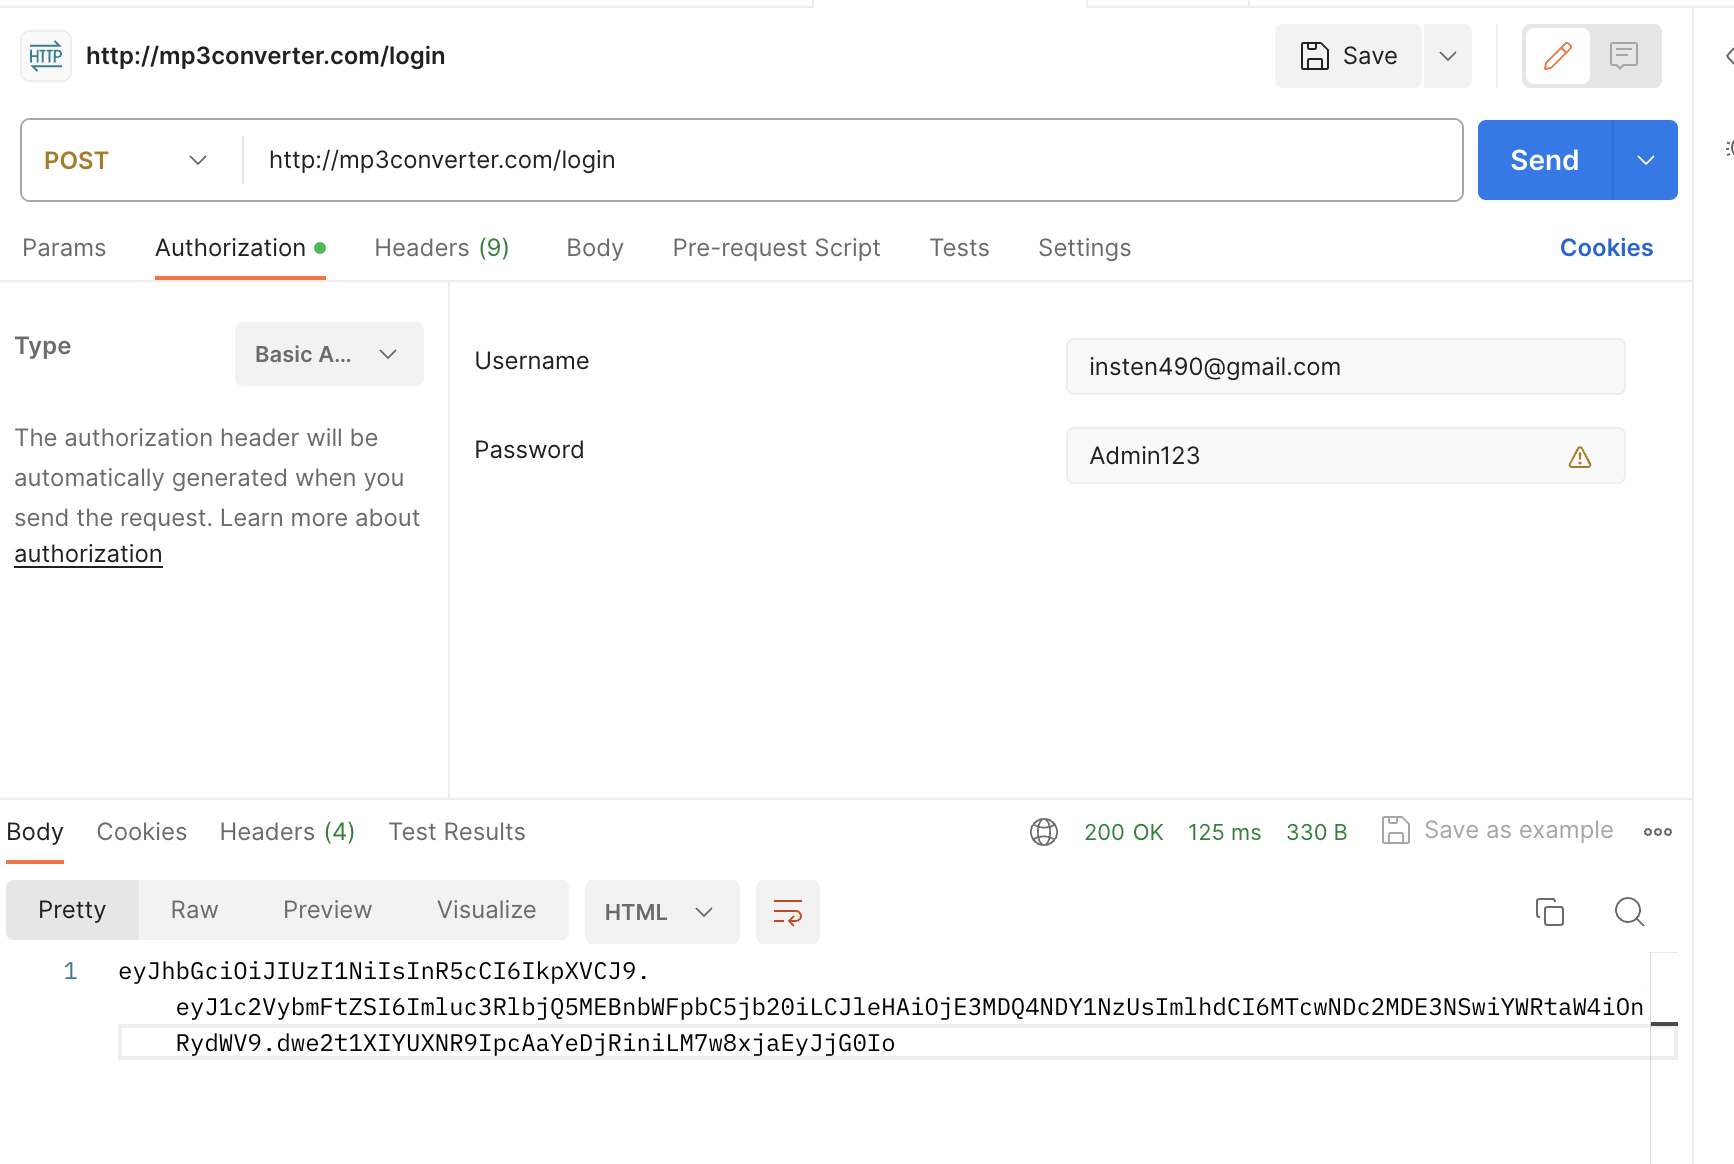 HTTP http://mp3converter.com/login Save
POST http://mp3converter.com/login Send
Params Authorization Headers (9) Body Pre-request Script Tests Settings Cookies
Type Basic A...
The authorization header will be
automatically generated when you
send the request. Learn more about
authorization
Username insten490@gmail.com
Password Admin123
Body Cookies Headers (4) Test Results 200 OK 125 ms 330 B Save as example
Pretty Raw Preview Visualize HTML
1 eyJhbGciOiJIUzI1NiIsInR5cCI6IkpXVCJ9.
eyJ1c2VybmFtZSI6Imluc3RlbjQ5MEBnbWFpbC5jb20iLCJleHAiOjE3MDQ4NDY1NzUsImlhdCI6MTcwNDc2MDE3NSwiYWRtaW4iOn
RydWV9.dwe2t1XIYUXNR9IpcAaYeDjRiniLM7w8xjaEyJjG0Io